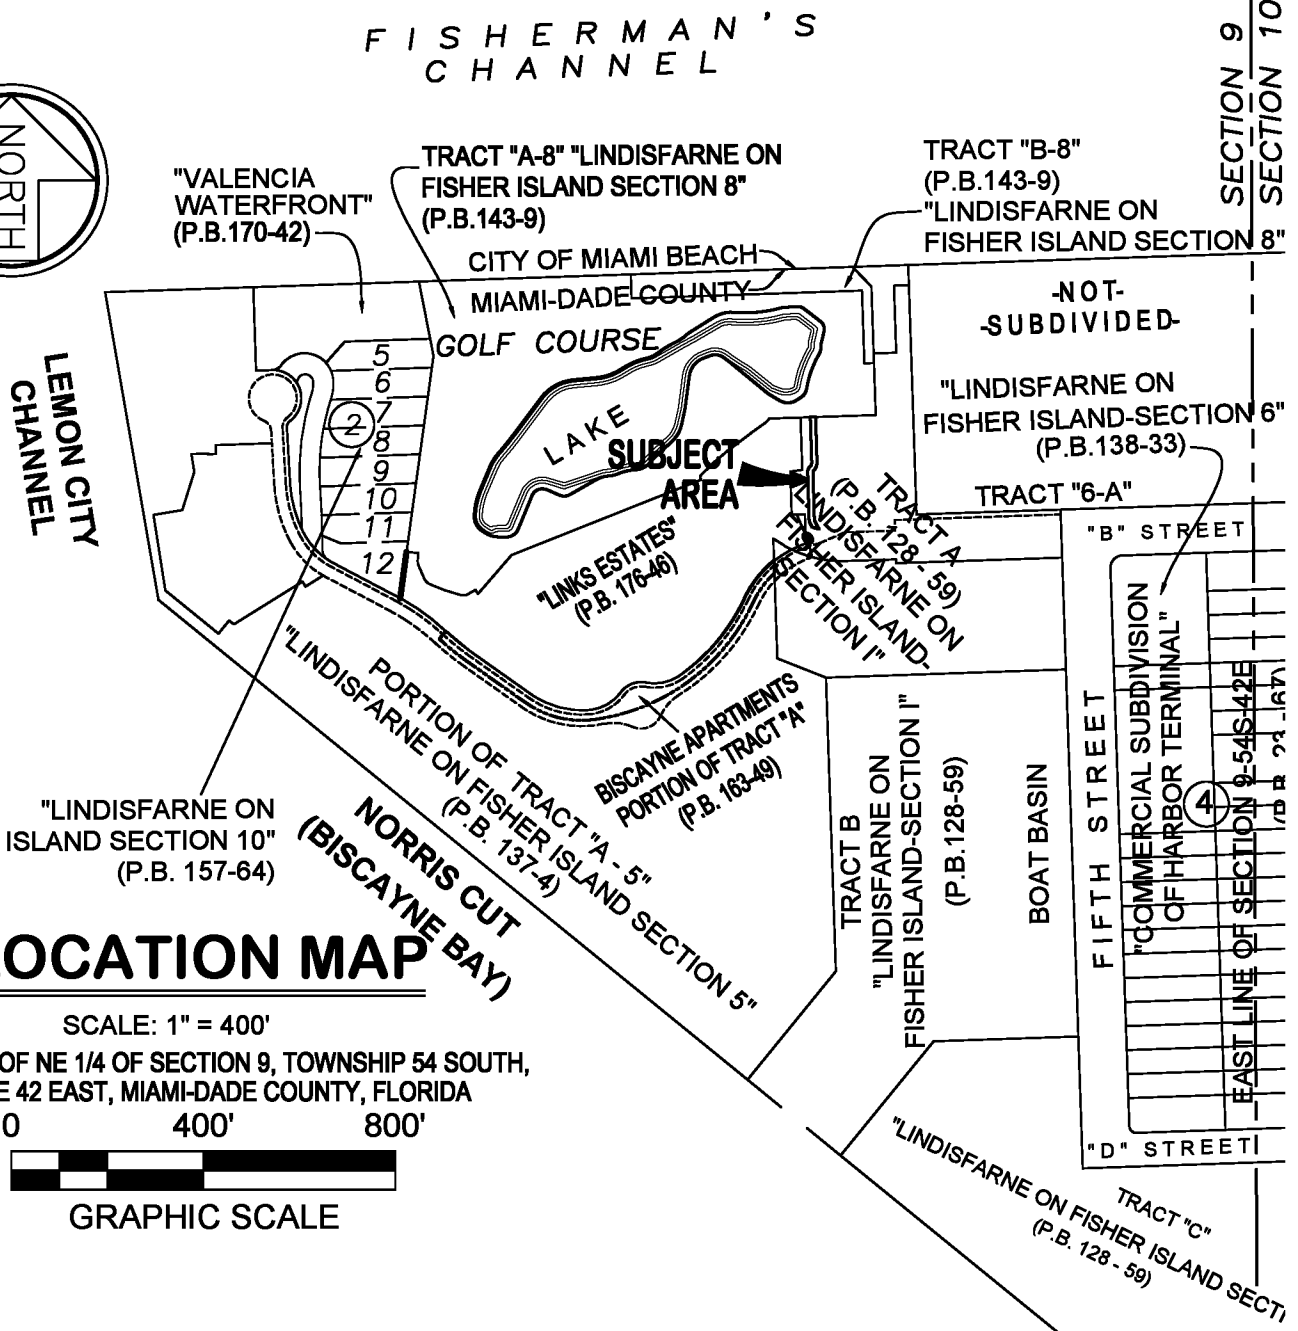 FISHERMAN'S
CHANNEL
SECTION 9
SECTION 10
NORTH
"VALENCIA
WATERFRONT"
(P.B.170-42)
TRACT "A-8" "LINDISFARNE ON
FISHER ISLAND SECTION 8"
(P.B.143-9)
TRACT "B-8"
(P.B.143-9)
"LINDISFARNE ON
FISHER ISLAND SECTION 8"
CITY OF MIAMI BEACH
MIAMI-DADE COUNTY
-NOT-
-SUBDIVIDED-
GOLF COURSE
LAKE
LEMON CITY
CHANNEL
5
6
7
2
8
9
10
11
12
"LINDISFARNE ON
FISHER ISLAND-SECTION 6"
(P.B.138-33)
SUBJECT
AREA
TRACT "6-A"
"B" STREET
TRACT A
(P.B. 128 - 59)
"LINDISFARNE ON
FISHER ISLAND-
SECTION I"
"LINKS ESTATES"
(P.B. 176-46)
PORTION OF TRACT "A - 5"
"LINDISFARNE ON FISHER ISLAND SECTION 5"
(P.B. 137-4)
BISCAYNE APARTMENTS
PORTION OF TRACT "A"
(P.B. 163-49)
"LINDISFARNE ON
ISLAND SECTION 10"
(P.B. 157-64)
NORRIS CUT
(BISCAYNE BAY)
TRACT B
"LINDISFARNE ON
FISHER ISLAND-SECTION I"
(P.B.128-59)
BOAT BASIN
FIFTH STREET
"COMMERCIAL SUBDIVISION
OF HARBOR TERMINAL"
4
EAST LINE OF SECTION 9-54S-42E
"D" STREET
LOCATION MAP
SCALE: 1" = 400'
OF NE 1/4 OF SECTION 9, TOWNSHIP 54 SOUTH,
E 42 EAST, MIAMI-DADE COUNTY, FLORIDA
0 400' 800'
GRAPHIC SCALE
TRACT "C"
"LINDISFARNE ON FISHER ISLAND SECTI
(P.B. 128 - 59)